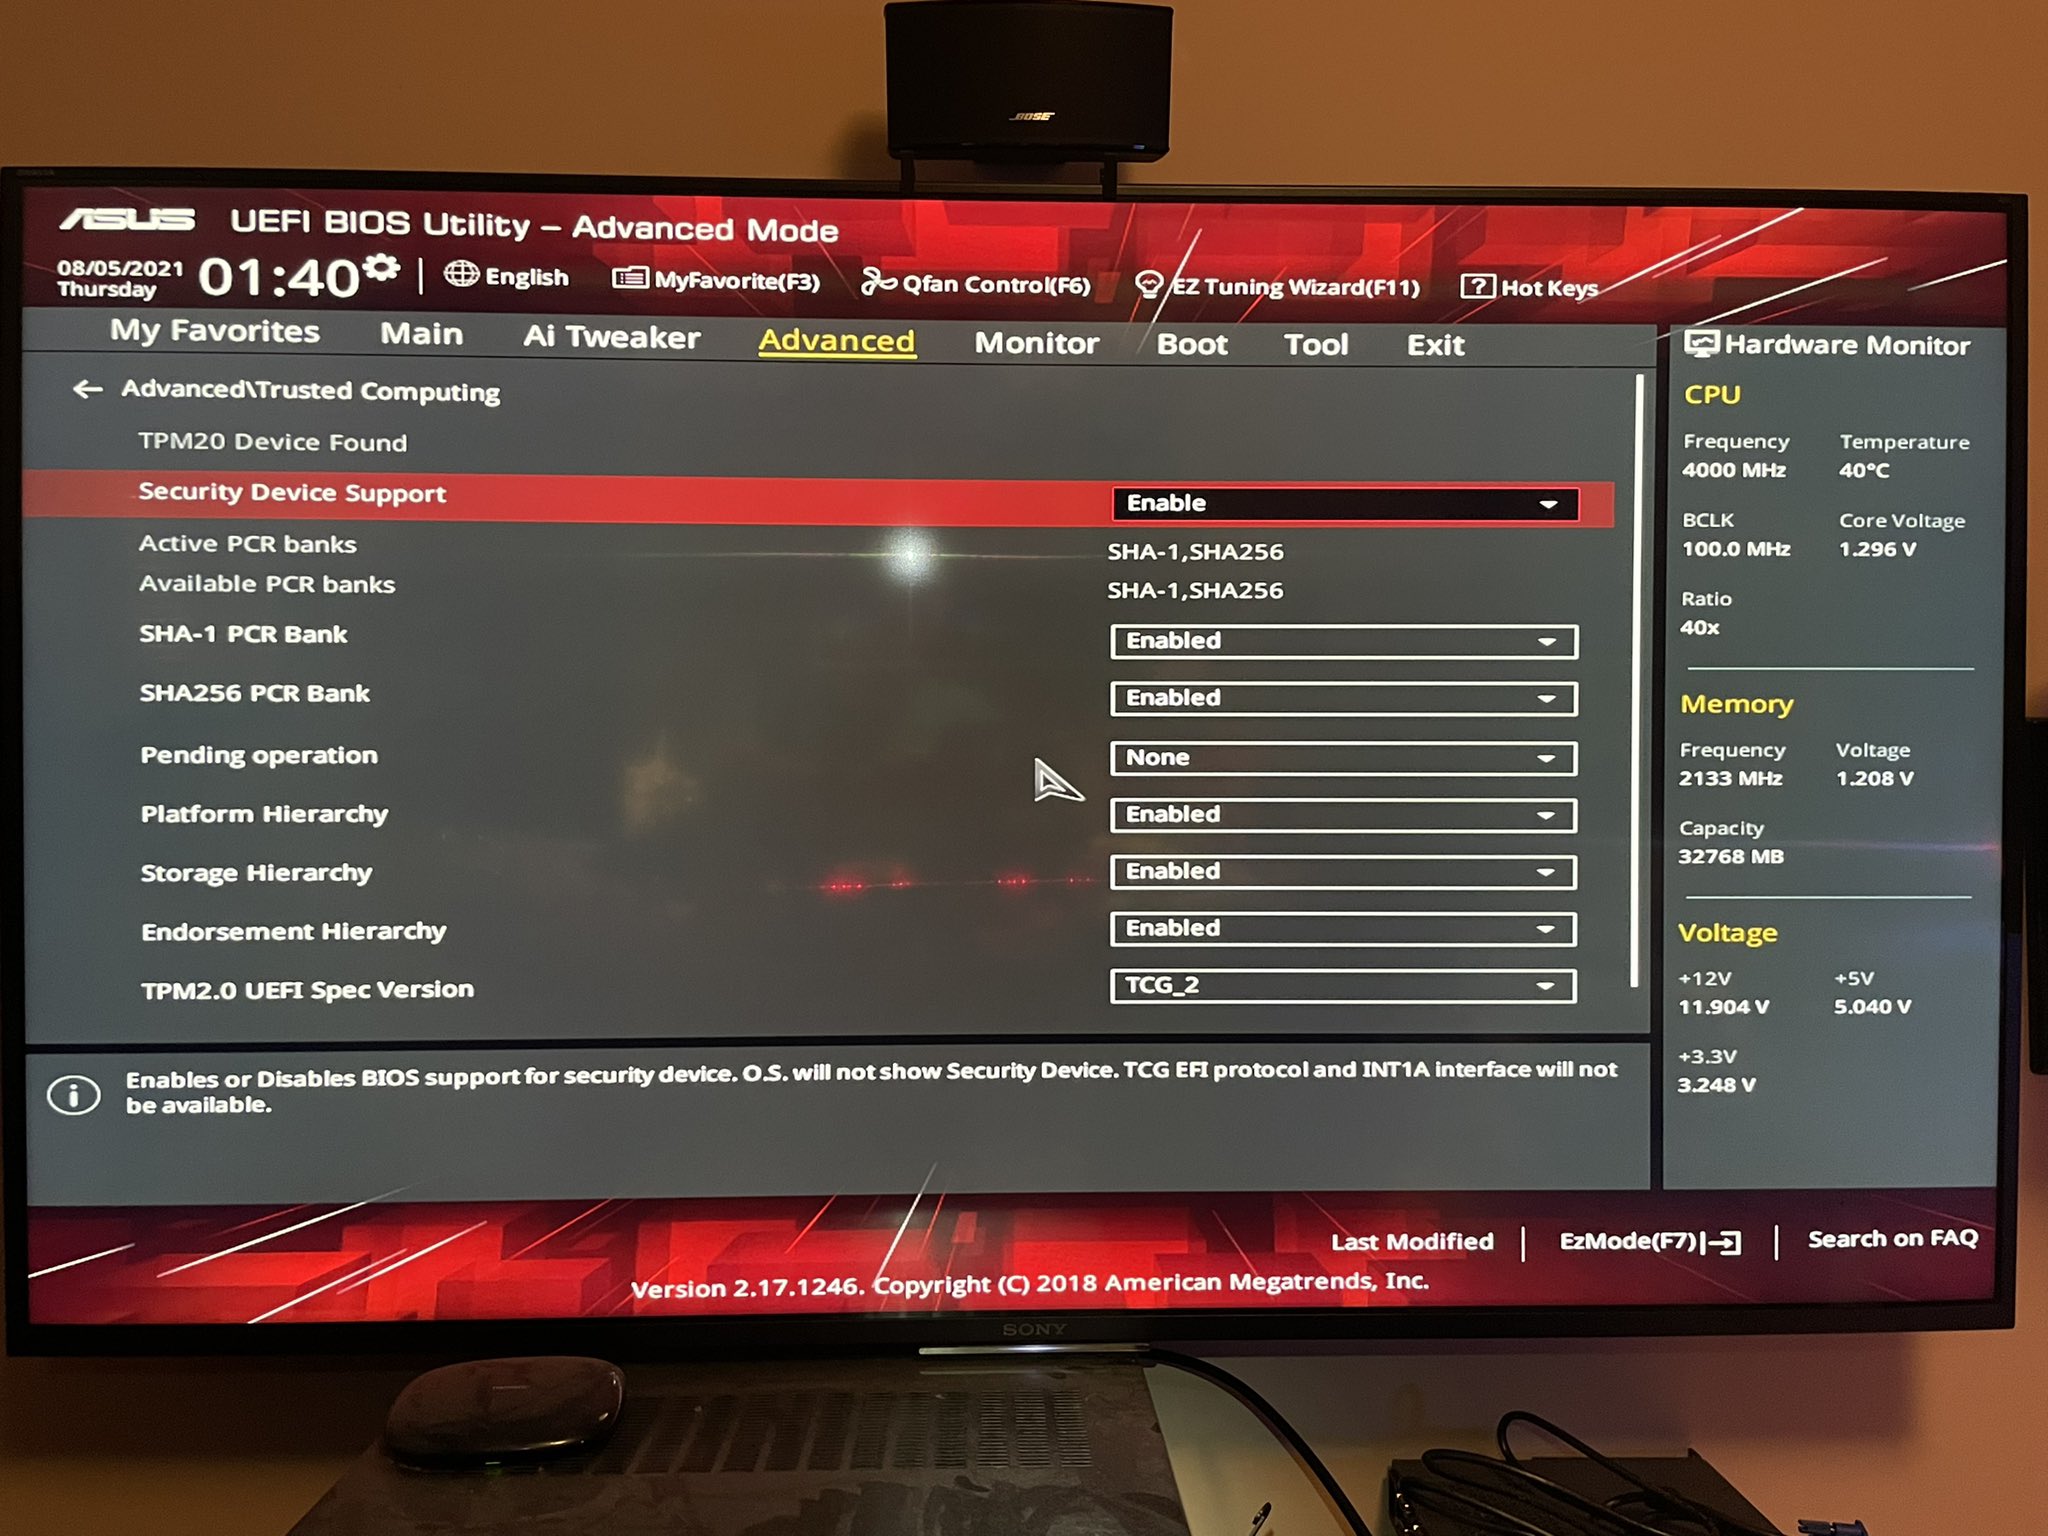 BOSE
ASUS UEFI BIOS Utility – Advanced Mode
08/05/2021
Thursday
01:40
English
MyFavorite(F3)
Qfan Control(F6)
EZ Tuning Wizard(F11)
? Hot Keys
My Favorites Main Ai Tweaker Advanced Monitor Boot Tool Exit
Advanced\Trusted Computing
TPM20 Device Found
Security Device Support Enable
Active PCR banks SHA-1,SHA256
Available PCR banks SHA-1,SHA256
SHA-1 PCR Bank Enabled
SHA256 PCR Bank Enabled
Pending operation None
Platform Hierarchy Enabled
Storage Hierarchy Enabled
Endorsement Hierarchy Enabled
TPM2.0 UEFI Spec Version TCG_2
Enables or Disables BIOS support for security device. O.S. will not show Security Device. TCG EFI protocol and INT1A interface will not
be available.
Hardware Monitor
CPU
Frequency Temperature
4000 MHz 40°C
BCLK Core Voltage
100.0 MHz 1.296 V
Ratio
40x
Memory
Frequency Voltage
2133 MHz 1.208 V
Capacity
32768 MB
Voltage
+12V +5V
11.904 V 5.040 V
+3.3V
3.248 V
Last Modified
EzMode(F7)
Search on FAQ
Version 2.17.1246. Copyright (C) 2018 American Megatrends, Inc.
SONY